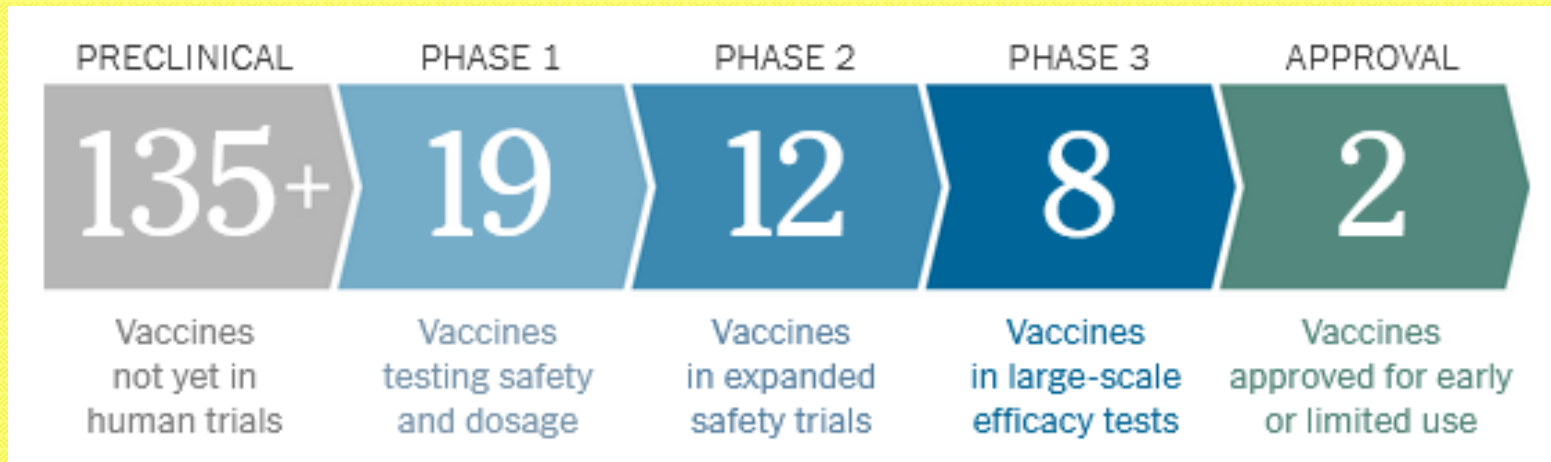 PRECLINICAL
135+
Vaccines
not yet in
human trials
PHASE 1
19
Vaccines
testing safety
and dosage
PHASE 2
12
Vaccines
in expanded
safety trials
PHASE 3
8
Vaccines
in large-scale
efficacy tests
APPROVAL
2
Vaccines
approved for early
or limited use